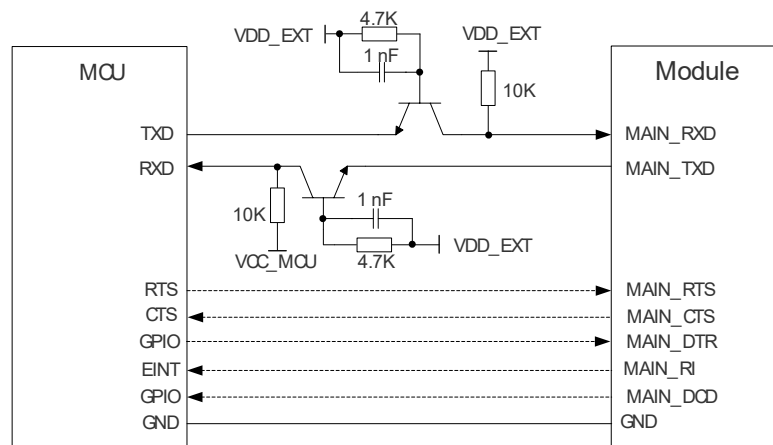 4.7K
VDD_EXT
1 nF
VDD_EXT
MCU
Module
10K
TXD
MAIN_RXD
RXD
MAIN_TXD
1 nF
10K
VDD_EXT
VCC_MCU
4.7K
RTS
MAIN_RTS
CTS
MAIN_CTS
GPIO
MAIN_DTR
EINT
MAIN_RI
GPIO
MAIN_DCD
GND
GND